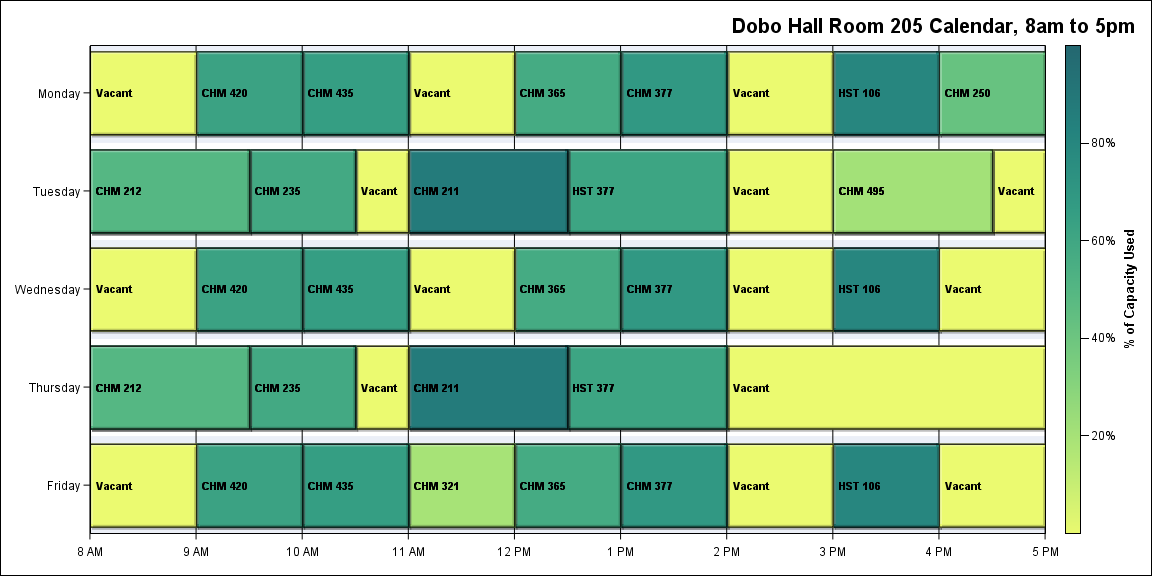 Dobo Hall Room 205 Calendar, 8am to 5pm
Monday Vacant CHM 420 CHM 435 Vacant CHM 365 CHM 377 Vacant HST 106 CHM 250
Tuesday CHM 212 CHM 235 Vacant CHM 211 HST 377 Vacant CHM 495 Vacant
Wednesday Vacant CHM 420 CHM 435 Vacant CHM 365 CHM 377 Vacant HST 106 Vacant
Thursday CHM 212 CHM 235 Vacant CHM 211 HST 377 Vacant
Friday Vacant CHM 420 CHM 435 CHM 321 CHM 365 CHM 377 Vacant HST 106 Vacant
8 AM 9 AM 10 AM 11 AM 12 PM 1 PM 2 PM 3 PM 4 PM 5 PM
80%
60%
40%
20%
% of Capacity Used